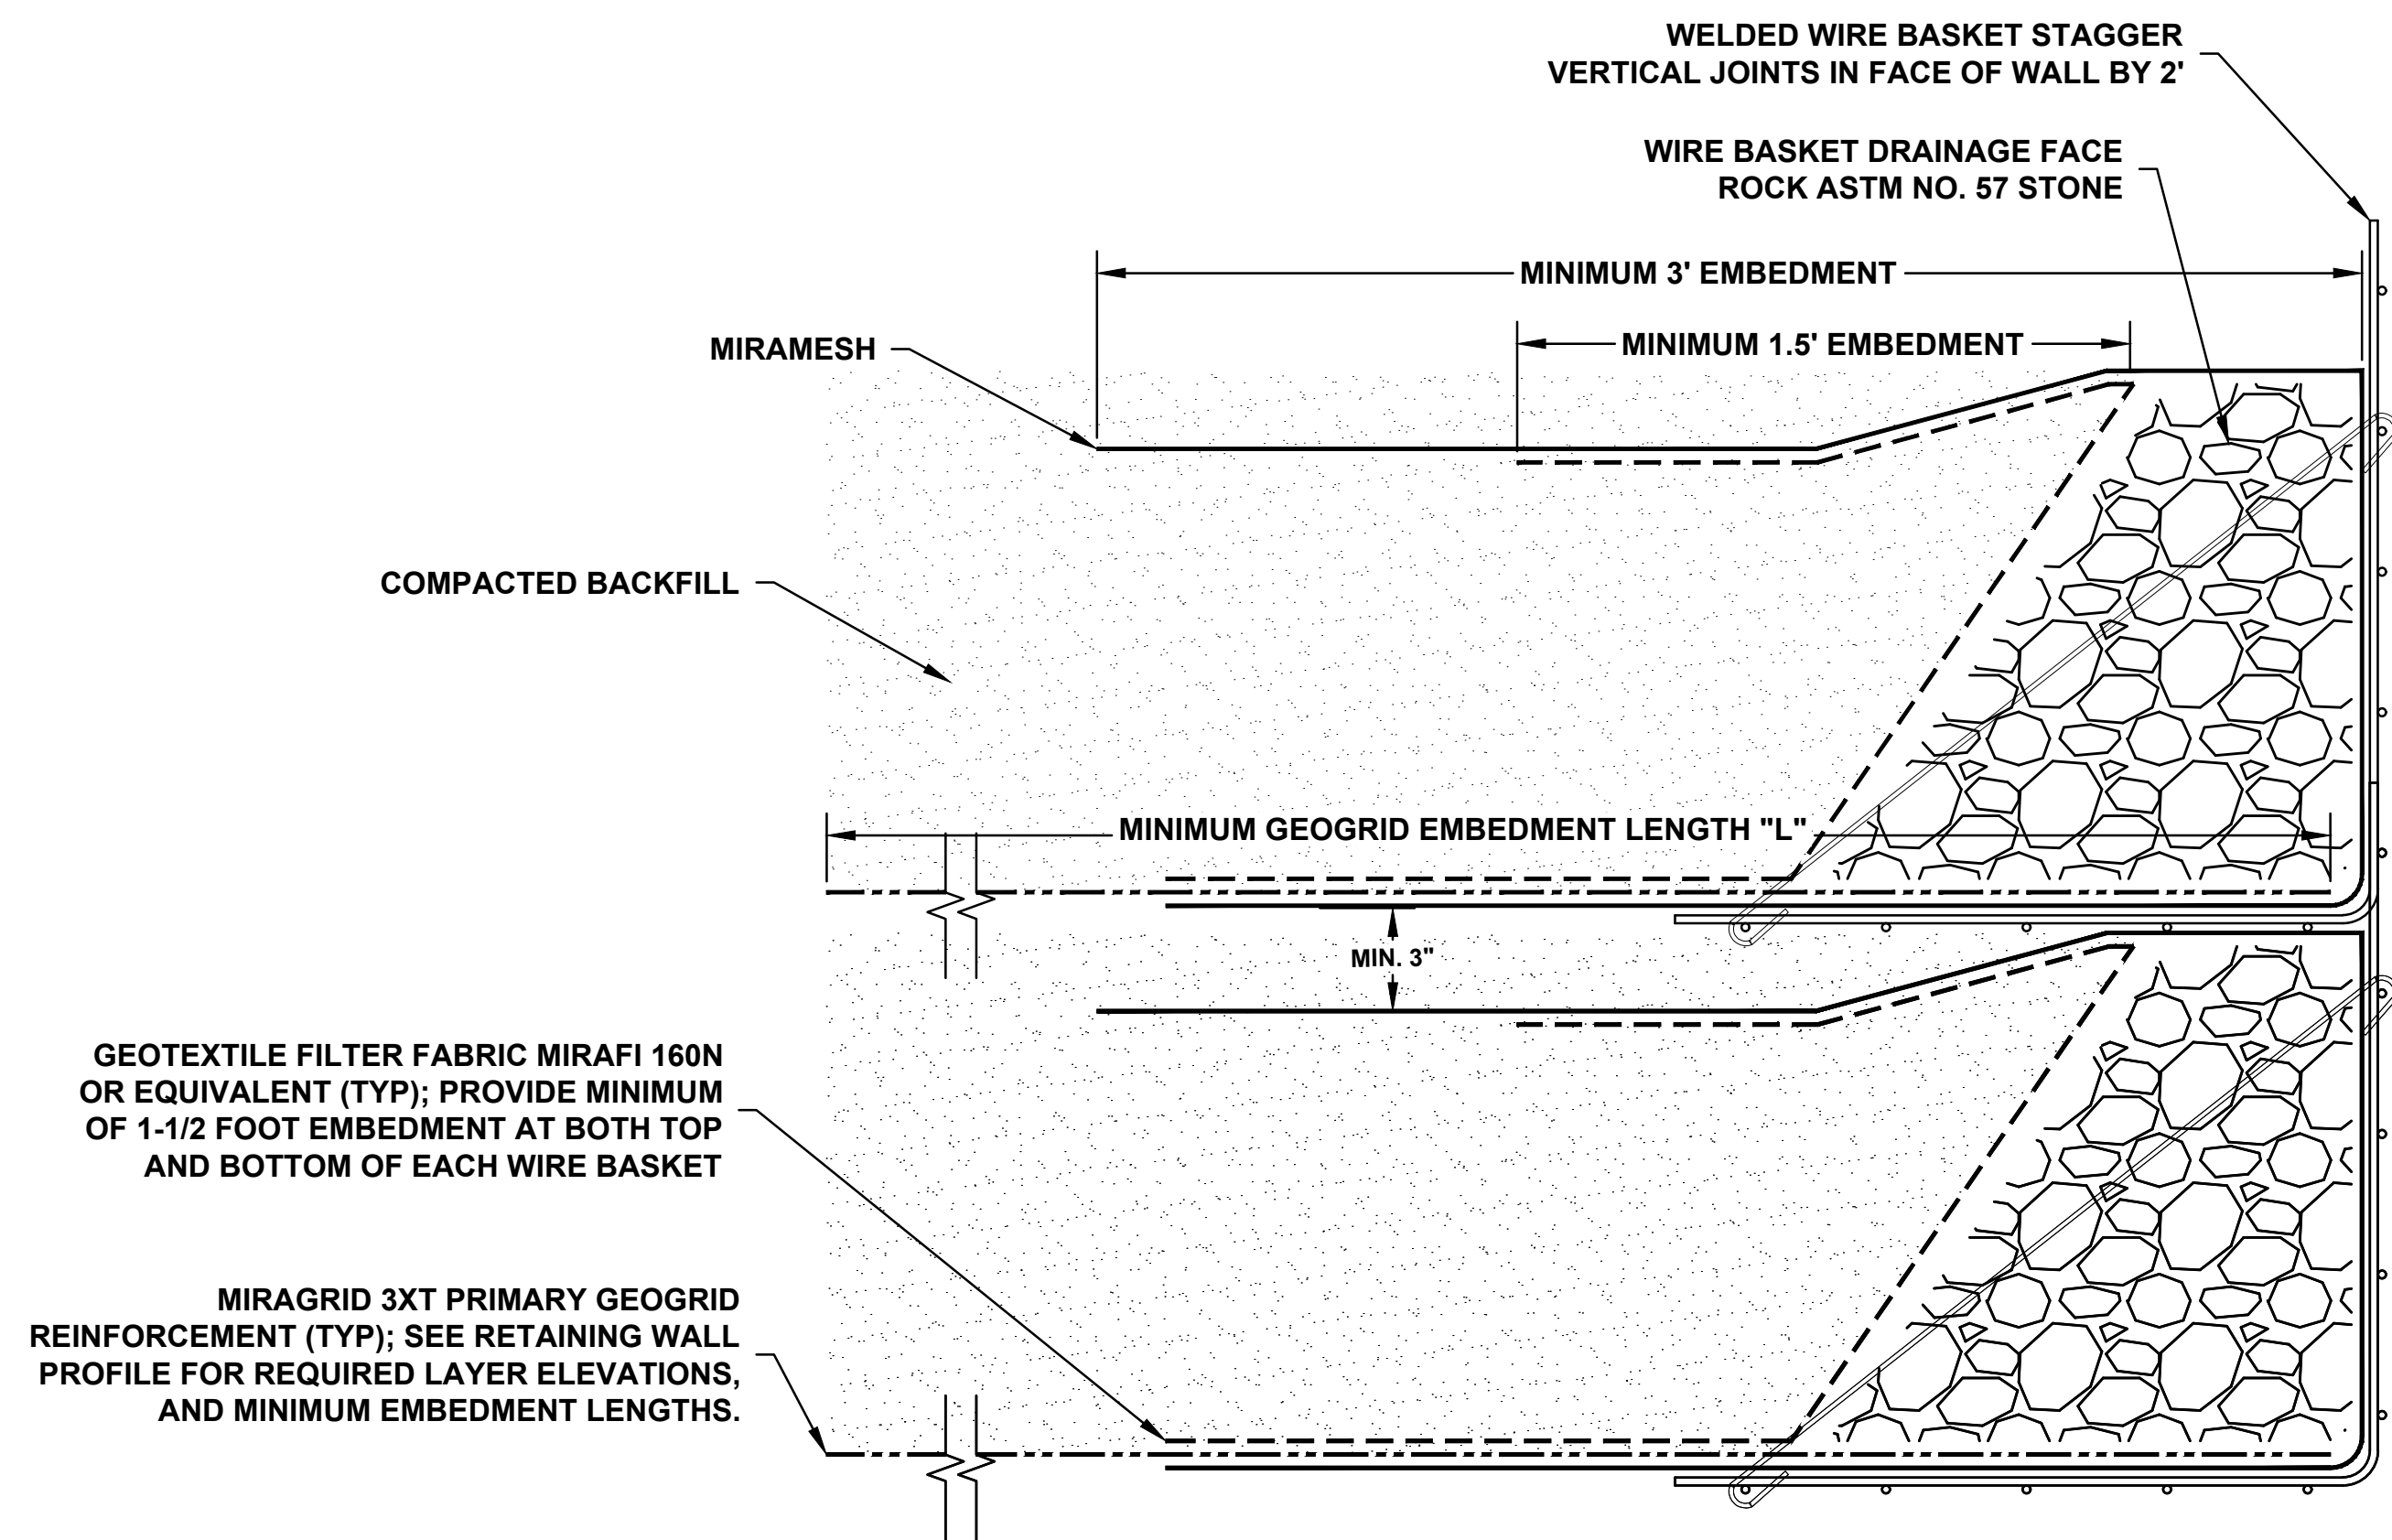 WELDED WIRE BASKET STAGGER
VERTICAL JOINTS IN FACE OF WALL BY 2'
WIRE BASKET DRAINAGE FACE
ROCK ASTM NO. 57 STONE
MINIMUM 3' EMBEDMENT
MINIMUM 1.5' EMBEDMENT
MIRAMESH
COMPACTED BACKFILL
MINIMUM GEOGRID EMBEDMENT LENGTH "L"
MIN. 3"
GEOTEXTILE FILTER FABRIC MIRAFI 160N
OR EQUIVALENT (TYP); PROVIDE MINIMUM
OF 1-1/2 FOOT EMBEDMENT AT BOTH TOP
AND BOTTOM OF EACH WIRE BASKET
MIRAGRID 3XT PRIMARY GEOGRID
REINFORCEMENT (TYP); SEE RETAINING WALL
PROFILE FOR REQUIRED LAYER ELEVATIONS,
AND MINIMUM EMBEDMENT LENGTHS.